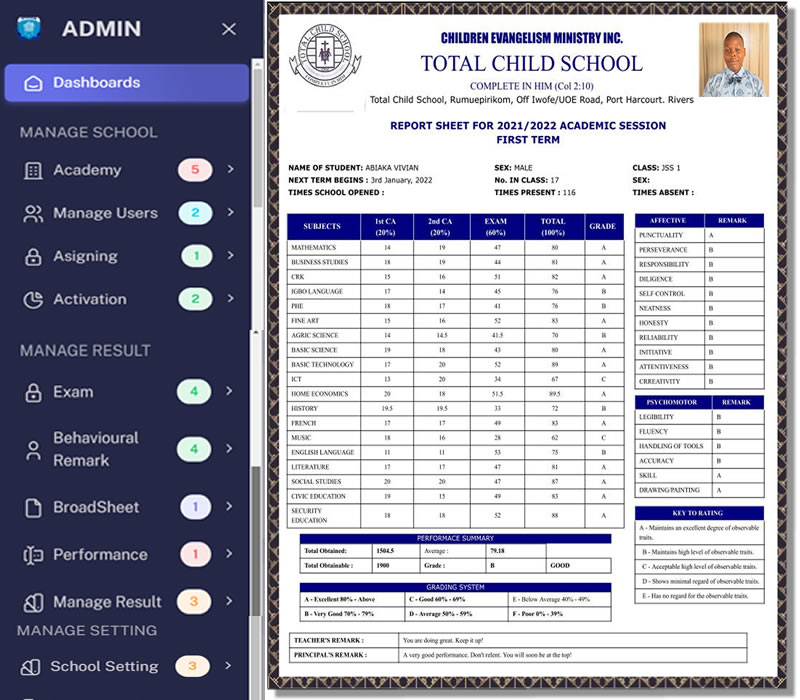 ADMIN
Dashboards
MANAGE SCHOOL
Academy 5
Manage Users 2
Asigning 1
Activation 2
MANAGE RESULT
Exam 4
Behavioural
Remark 4
BroadSheet 1
Performance 1
Manage Result 3
MANAGE SETTING
School Setting 3
TOTAL CHILD SCHOOL
COMPLETE IN HIM
CHILDREN EVANGELISM MINISTRY INC.
TOTAL CHILD SCHOOL
COMPLETE IN HIM (Col 2:10)
Total Child School, Rumuepirikom, Off Iwofe/UOE Road, Port Harcourt. Rivers
REPORT SHEET FOR 2021/2022 ACADEMIC SESSION
FIRST TERM
NAME OF STUDENT: ABIAKA VIVIAN SEX: MALE CLASS: JSS 1
NEXT TERM BEGINS : 3rd January, 2022 No. IN CLASS: 17 SEX:
TIMES SCHOOL OPENED : TIMES PRESENT : 116 TIMES ABSENT :
SUBJECTS 1st CA (20%) 2nd CA (20%) EXAM (60%) TOTAL (100%) GRADE
MATHEMATICS 14 19 47 80 A
BUSINESS STUDIES 18 19 44 81 A
CRK 15 16 51 82 A
IGBO LANGUAGE 17 14 45 76 B
PHE 18 17 41 76 B
FINE ART 15 16 52 83 A
AGRIC SCIENCE 14 14.5 41.5 70 B
BASIC SCIENCE 19 18 43 80 A
BASIC TECHNOLOGY 17 20 52 89 A
ICT 13 20 34 67 C
HOME ECONOMICS 20 18 51.5 89.5 A
HISTORY 19.5 19.5 33 72 B
FRENCH 17 17 49 83 A
MUSIC 18 16 28 62 C
ENGLISH LANGUAGE 11 11 53 75 B
LITERATURE 17 17 47 81 A
SOCIAL STUDIES 20 20 47 87 A
CIVIC EDUCATION 19 15 49 83 A
SECURITY
EDUCATION 18 18 52 88 A
AFFECTIVE REMARK
PUNCTUALITY A
PERSEVERANCE B
RESPONSIBILITY B
DILIGENCE B
SELF CONTROL B
NEATNESS B
HONESTY B
RELIABILITY B
INITIATIVE B
ATTENTIVENESS B
CRREATIVITY B
PSYCHOMOTOR REMARK
LEGIBILITY B
FLUENCY B
HANDLING OF TOOLS B
ACCURACY B
SKILL A
DRAWING/PAINTING A
KEY TO RATING
A - Maintains an excellent degree of observable
traits.
B - Maintains high level of observable traits.
C - Acceptable high level of observable traits.
D - Shows minimal regard of observable traits.
E - Has no regard for the observable traits.
PERFORMACE SUMMARY
Total Obtained: 1504.5 Average : 79.18
Total Obtainable : 1900 Grade : B GOOD
GRADING SYSTEM
A - Excellent 80% - Above C - Good 60% - 69% E - Below Average 40% - 49%
B - Very Good 70% - 79% D - Average 50% - 59% F - Poor 0% - 39%
TEACHER'S REMARK : You are doing great. Keep it up!
PRINCIPAL'S REMARK : A very good performance. Don't relent. You will soon be at the top!